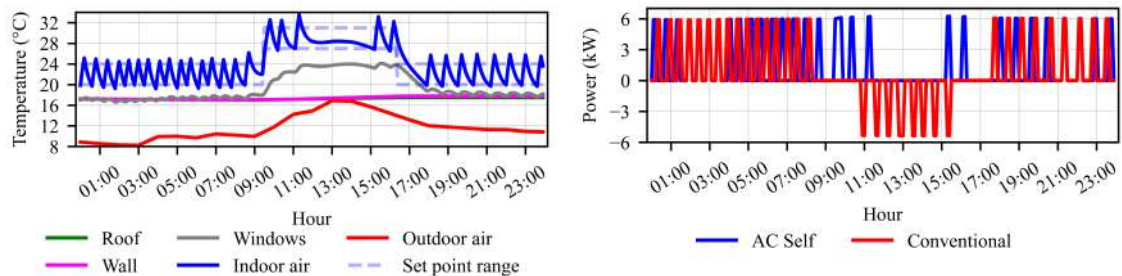 Temperature (°C)
32
28
24
20
16
12
8
01:00 03:00 05:00 07:00 09:00 11:00 13:00 15:00 17:00 19:00 21:00 23:00
Hour
Roof Windows Outdoor air
Wall Indoor air Set point range
Power (kW)
6
3
0
−3
−6
01:00 03:00 05:00 07:00 09:00 11:00 13:00 15:00 17:00 19:00 21:00 23:00
Hour
AC Self Conventional